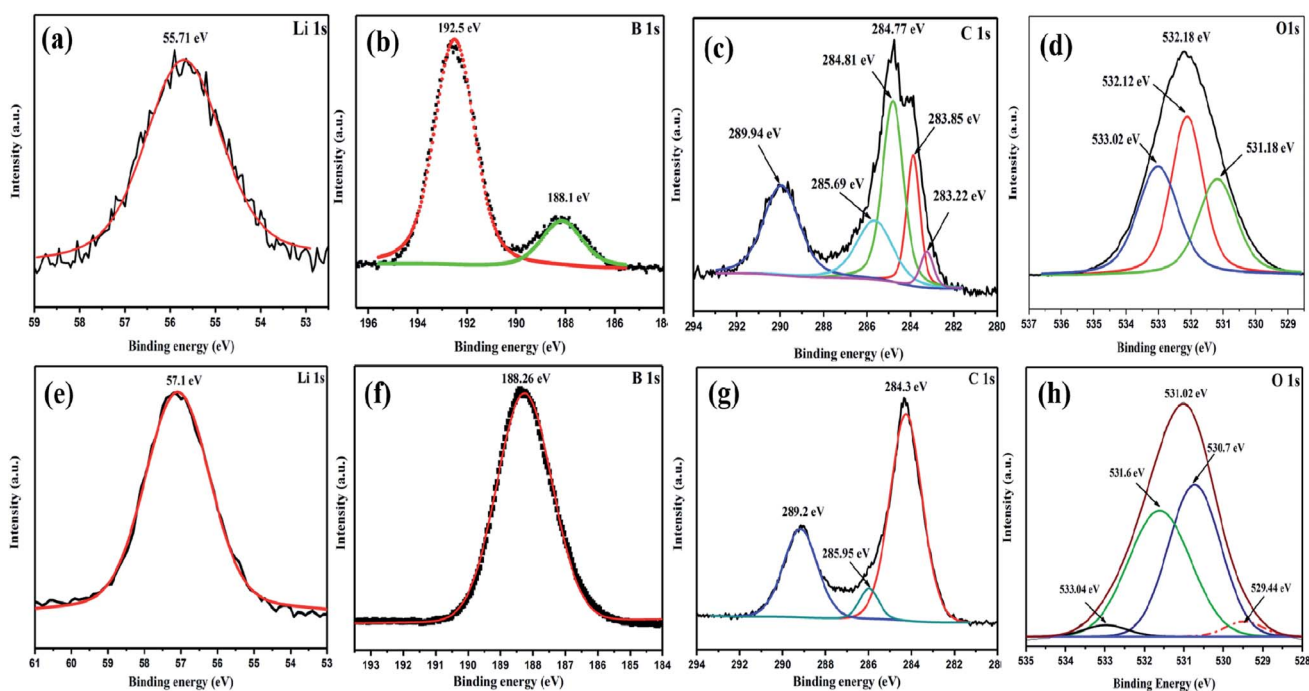 (a) 55.71 eV Li 1s
Intensity (a.u.)
59 58 57 56 55 54 53
Binding energy (eV)
(b) 192.5 eV B 1s
188.1 eV
Intensity (a.u.)
196 194 192 190 188 186 184
Binding energy (eV)
(c) 284.77 eV C 1s
284.81 eV
289.94 eV
283.85 eV
285.69 eV
283.22 eV
Intensity (a.u.)
294 292 290 288 286 284 282 280
Binding energy (eV)
(d) 532.18 eV O1s
532.12 eV
533.02 eV
531.18 eV
Intensity (a.u.)
537 536 535 534 533 532 531 530 529
Binding energy (eV)
(e) 57.1 eV Li 1s
Intensity (a.u.)
61 60 59 58 57 56 55 54 53
Binding energy (eV)
(f) 188.26 eV B 1s
Intensity (a.u.)
193 192 191 190 189 188 187 186 185 184
Binding energy (eV)
(g) 284.3 eV C 1s
289.2 eV
285.95 eV
Intensity (a.u.)
294 292 290 288 286 284 282 280
Binding energy (eV)
(h) 531.02 eV O 1s
530.7 eV
531.6 eV
533.04 eV
529.44 eV
Intensity (a.u.)
535 534 533 532 531 530 529 528
Binding Energy (eV)